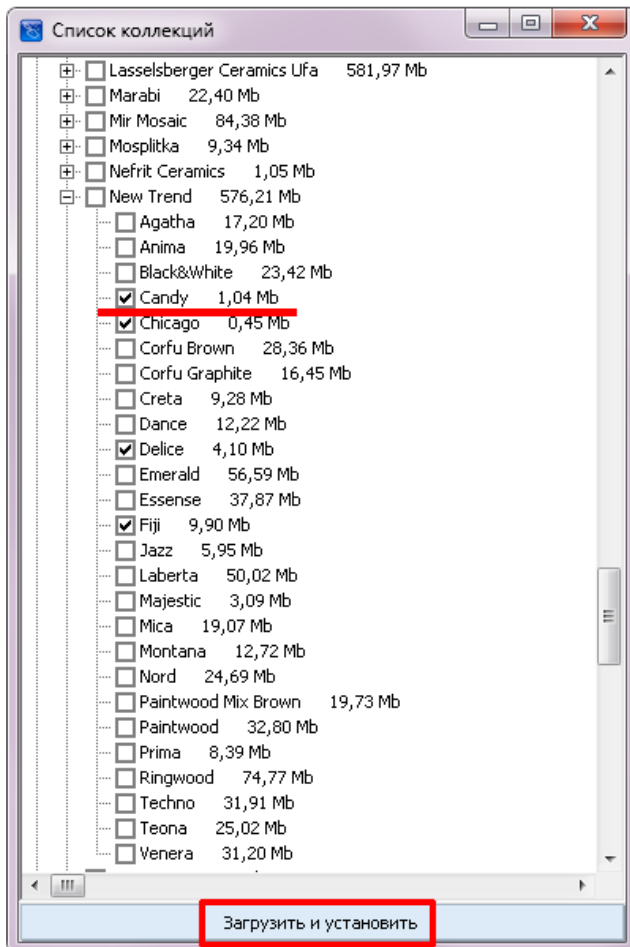 Список коллекций
Lasselsberger Ceramics Ufa 581,97 Mb
Marabi 22,40 Mb
Mir Mosaic 84,38 Mb
Mosplitka 9,34 Mb
Nefrit Ceramics 1,05 Mb
New Trend 576,21 Mb
Agatha 17,20 Mb
Anima 19,96 Mb
Black&White 23,42 Mb
Candy 1,04 Mb
Chicago 0,45 Mb
Corfu Brown 28,36 Mb
Corfu Graphite 16,45 Mb
Creta 9,28 Mb
Dance 12,22 Mb
Delice 4,10 Mb
Emerald 56,59 Mb
Essense 37,87 Mb
Fiji 9,90 Mb
Jazz 5,95 Mb
Laberta 50,02 Mb
Majestic 3,09 Mb
Mica 19,07 Mb
Montana 12,72 Mb
Nord 24,69 Mb
Paintwood Mix Brown 19,73 Mb
Paintwood 32,80 Mb
Prima 8,39 Mb
Ringwood 74,77 Mb
Techno 31,91 Mb
Teona 25,02 Mb
Venera 31,20 Mb
Загрузить и установить